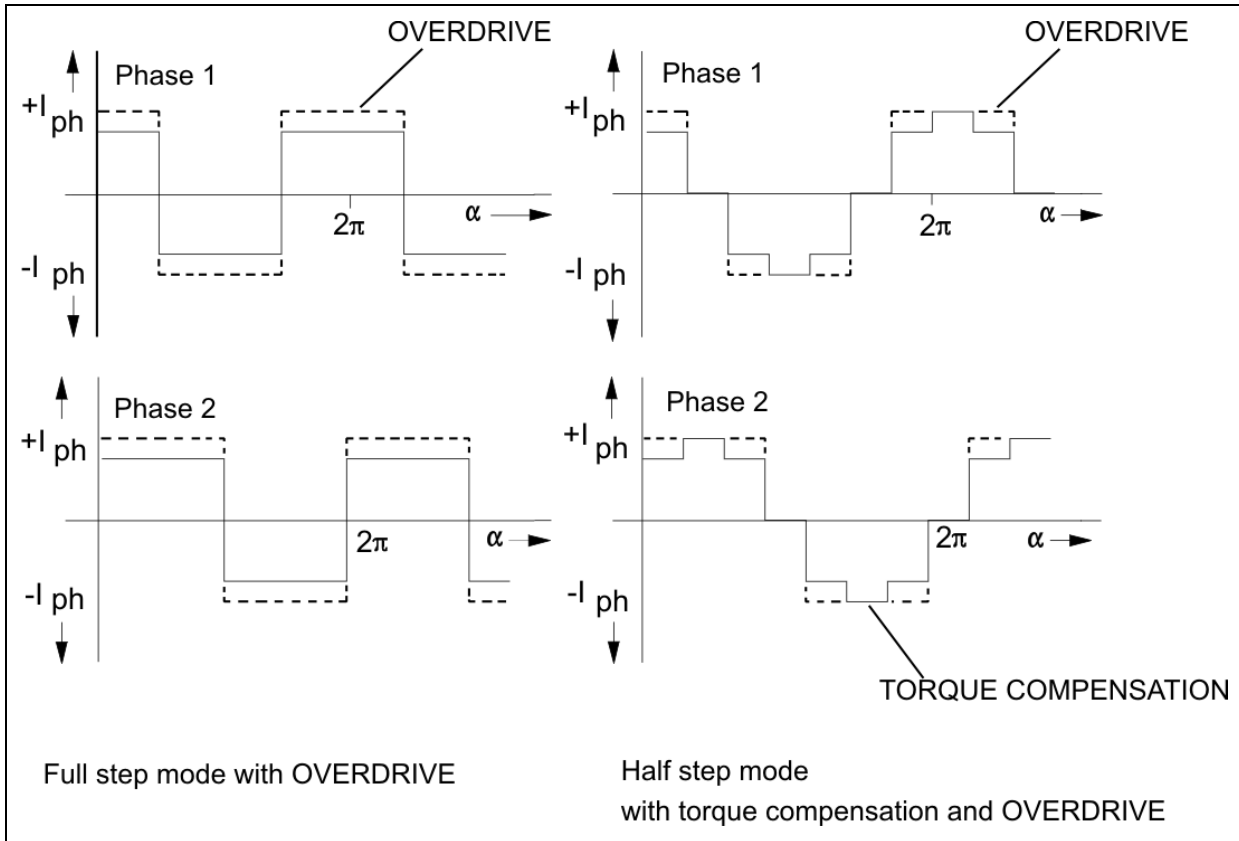 OVERDRIVE
Phase 1
+I ph
2π
α
-I ph
Phase 2
+I ph
2π
α
-I ph
Full step mode with OVERDRIVE
OVERDRIVE
Phase 1
+I ph
2π
α
-I ph
Phase 2
+I ph
2π
α
-I ph
TORQUE COMPENSATION
Half step mode
with torque compensation and OVERDRIVE